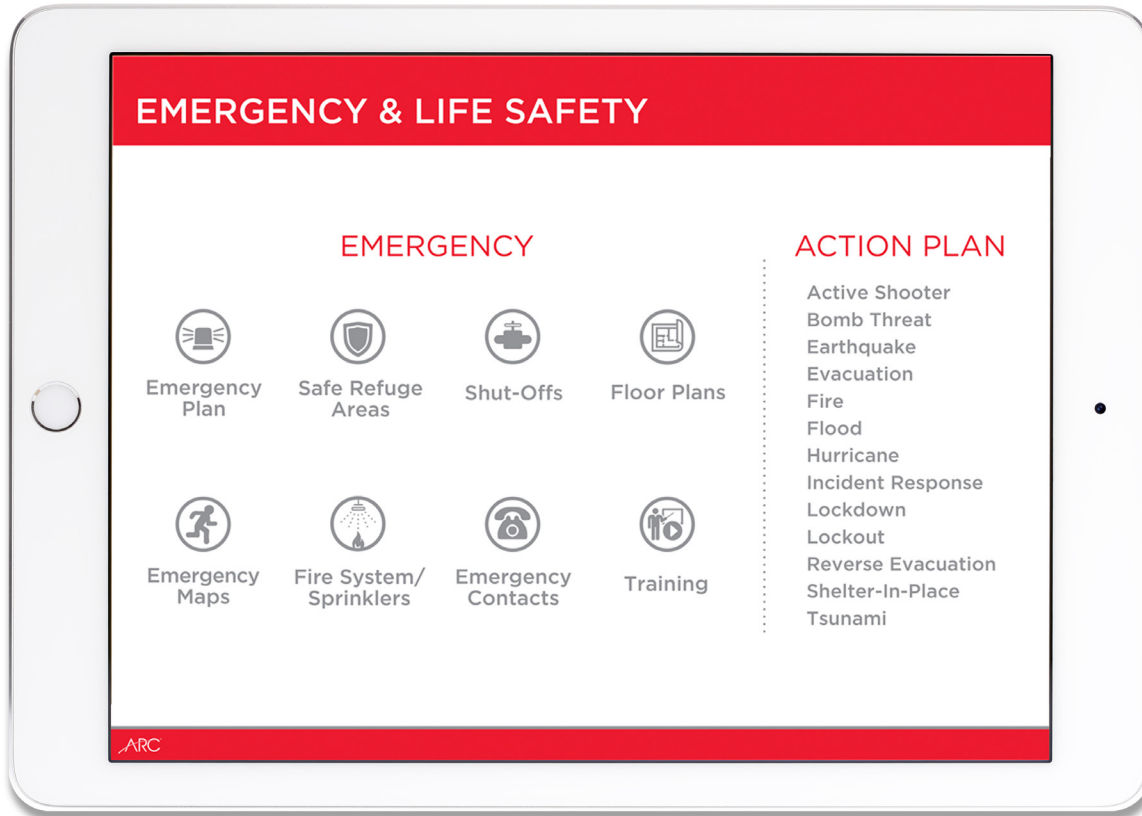 EMERGENCY & LIFE SAFETY
EMERGENCY
Emergency
Plan
Safe Refuge
Areas
Shut-Offs
Floor Plans
Emergency
Maps
Fire System/
Sprinklers
Emergency
Contacts
Training
ACTION PLAN
Active Shooter
Bomb Threat
Earthquake
Evacuation
Fire
Flood
Hurricane
Incident Response
Lockdown
Lockout
Reverse Evacuation
Shelter-In-Place
Tsunami
ARC